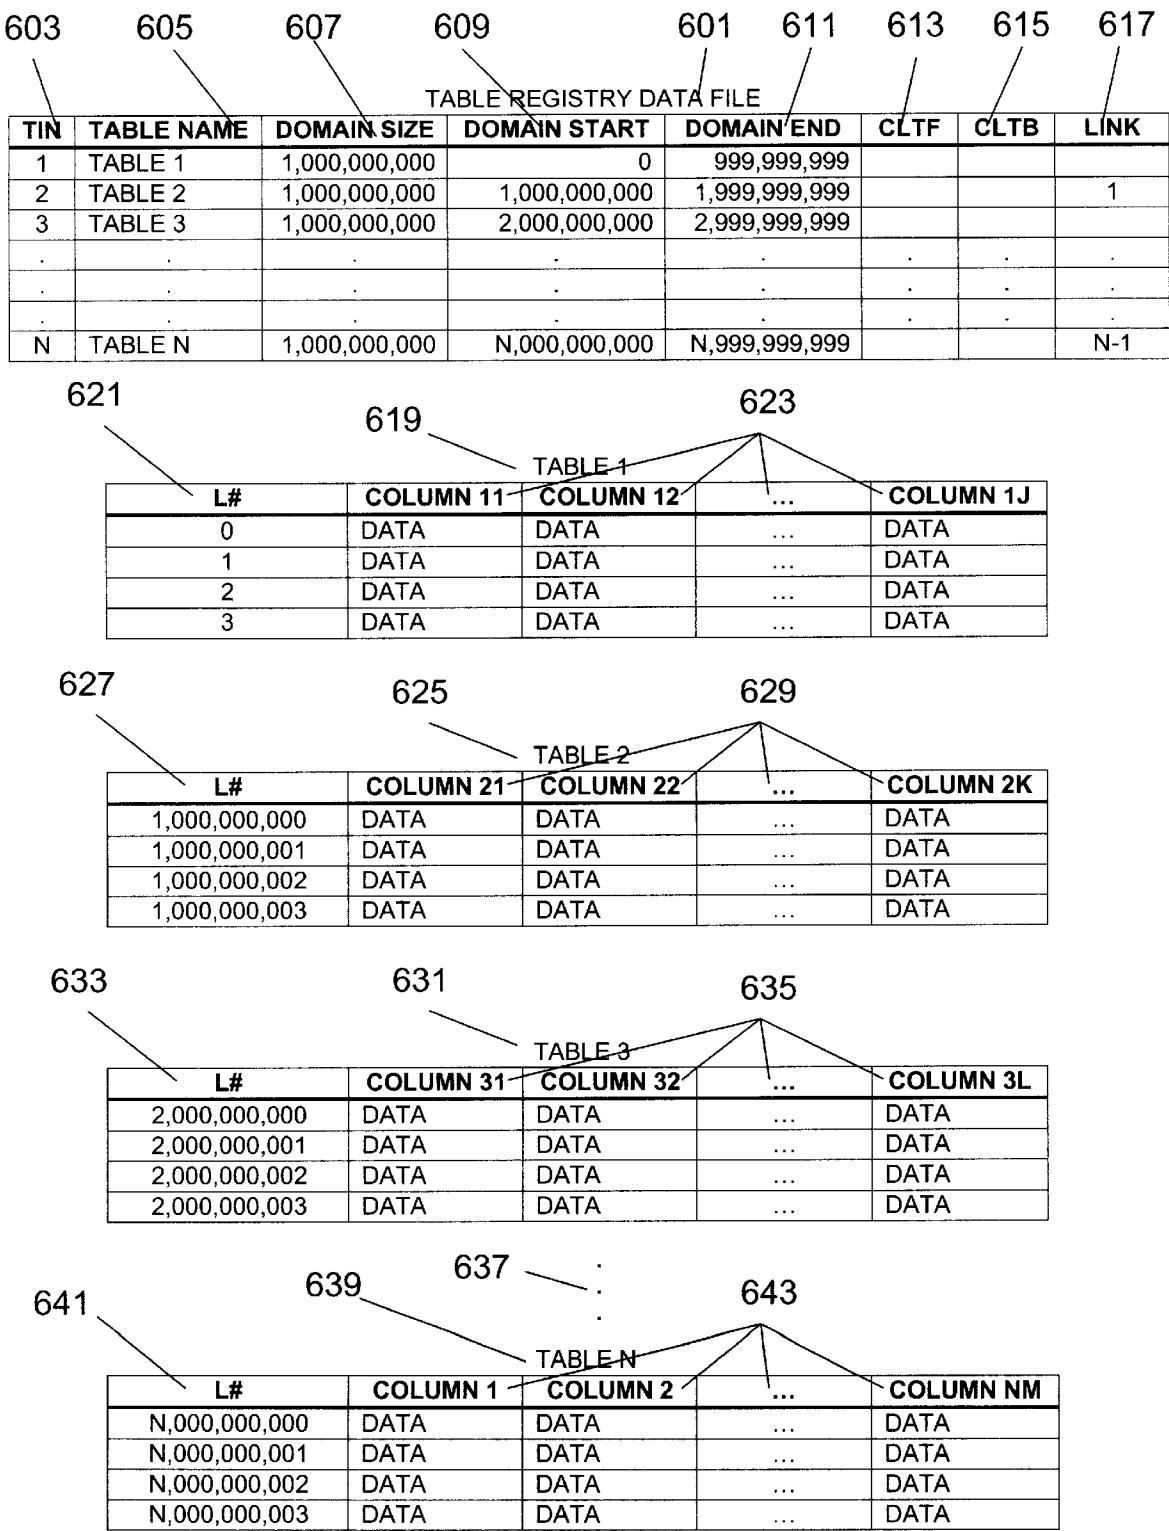 603 605 607 609 601 611 613 615 617
TABLE REGISTRY DATA FILE
TIN TABLE NAME DOMAIN SIZE DOMAIN START DOMAIN END CLTF CLTB LINK
1 TABLE 1 1,000,000,000 0 999,999,999
2 TABLE 2 1,000,000,000 1,000,000,000 1,999,999,999 1
3 TABLE 3 1,000,000,000 2,000,000,000 2,999,999,999
. . . . . . . .
. . . . . . . .
. . . . . . . .
N TABLE N 1,000,000,000 N,000,000,000 N,999,999,999 N-1
621 619 623
TABLE 1
L# COLUMN 11 COLUMN 12 ... COLUMN 1J
0 DATA DATA ... DATA
1 DATA DATA ... DATA
2 DATA DATA ... DATA
3 DATA DATA ... DATA
627 625 629
TABLE 2
L# COLUMN 21 COLUMN 22 ... COLUMN 2K
1,000,000,000 DATA DATA ... DATA
1,000,000,001 DATA DATA ... DATA
1,000,000,002 DATA DATA ... DATA
1,000,000,003 DATA DATA ... DATA
633 631 635
TABLE 3
L# COLUMN 31 COLUMN 32 ... COLUMN 3L
2,000,000,000 DATA DATA ... DATA
2,000,000,001 DATA DATA ... DATA
2,000,000,002 DATA DATA ... DATA
2,000,000,003 DATA DATA ... DATA
641 639 637 643
TABLE N
L# COLUMN 1 COLUMN 2 ... COLUMN NM
N,000,000,000 DATA DATA ... DATA
N,000,000,001 DATA DATA ... DATA
N,000,000,002 DATA DATA ... DATA
N,000,000,003 DATA DATA ... DATA